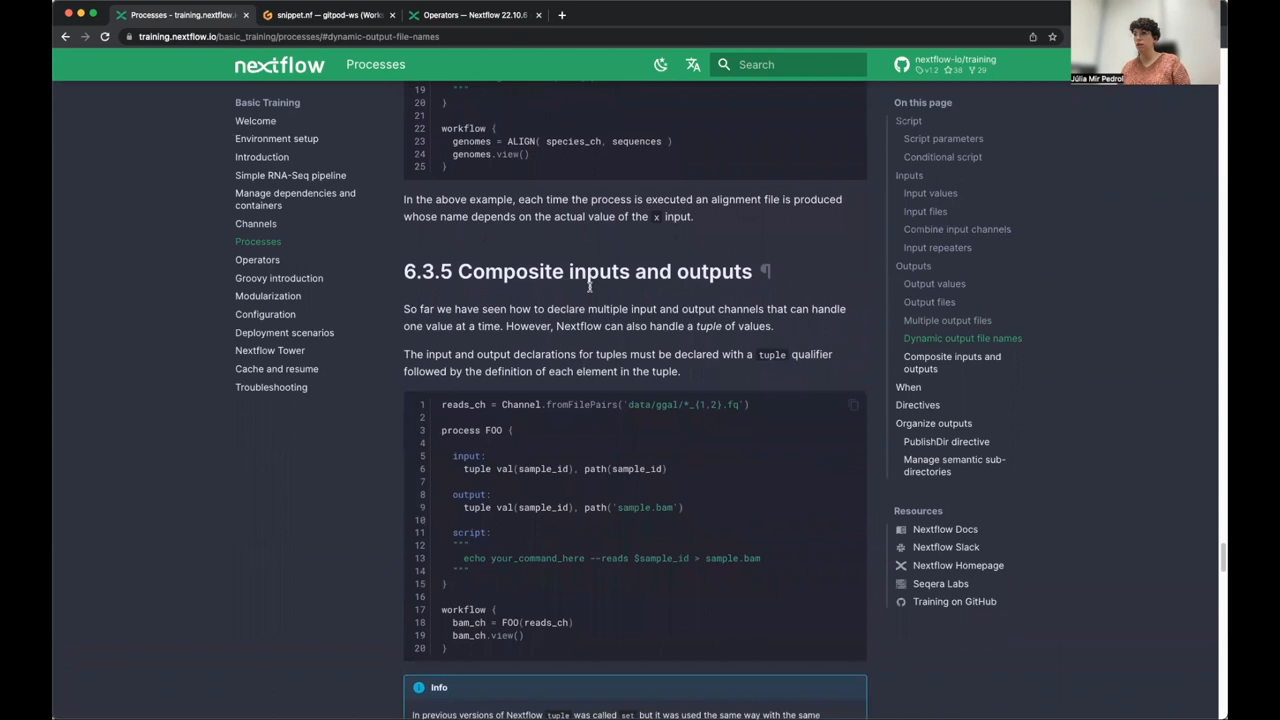 Processes - training.nextflow.
snippet.nf — gitpod-ws (Works
Operators — Nextflow 22.10.6
training.nextflow.io/basic_training/processes/#dynamic-output-file-names
nextflow
Processes
Search
nextflow-io/training
v1.2 38 29
Júlia Mir Pedrol
Basic Training
Welcome
Environment setup
Introduction
Simple RNA-Seq pipeline
Manage dependencies and
containers
Channels
Processes
Operators
Groovy introduction
Modularization
Configuration
Deployment scenarios
Nextflow Tower
Cache and resume
Troubleshooting
19 """
20 }
21
22 workflow {
23 genomes = ALIGN( species_ch, sequences )
24 genomes.view()
25 }
In the above example, each time the process is executed an alignment file is produced
whose name depends on the actual value of the x input.
6.3.5 Composite inputs and outputs ¶
So far we have seen how to declare multiple input and output channels that can handle
one value at a time. However, Nextflow can also handle a tuple of values.
The input and output declarations for tuples must be declared with a tuple qualifier
followed by the definition of each element in the tuple.
1 reads_ch = Channel.fromFilePairs('data/ggal/*_{1,2}.fq')
2
3 process FOO {
4
5 input:
6 tuple val(sample_id), path(sample_id)
7
8 output:
9 tuple val(sample_id), path('sample.bam')
10
11 script:
12 """
13 echo your_command_here --reads $sample_id > sample.bam
14 """
15 }
16
17 workflow {
18 bam_ch = FOO(reads_ch)
19 bam_ch.view()
20 }
Info
In previous versions of Nextflow tuple was called set but it was used the same way with the same
On this page
Script
Script parameters
Conditional script
Inputs
Input values
Input files
Combine input channels
Input repeaters
Outputs
Output values
Output files
Multiple output files
Dynamic output file names
Composite inputs and
outputs
When
Directives
Organize outputs
PublishDir directive
Manage semantic sub-
directories
Resources
Nextflow Docs
Nextflow Slack
Nextflow Homepage
Seqera Labs
Training on GitHub